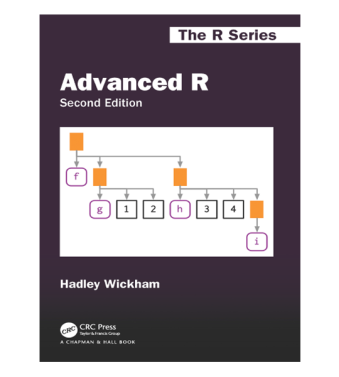 The R Series
Advanced R
Second Edition
f
g 1 2 h 3 4
i
Hadley Wickham
CRC CRC Press
Taylor & Francis Group
A CHAPMAN & HALL BOOK